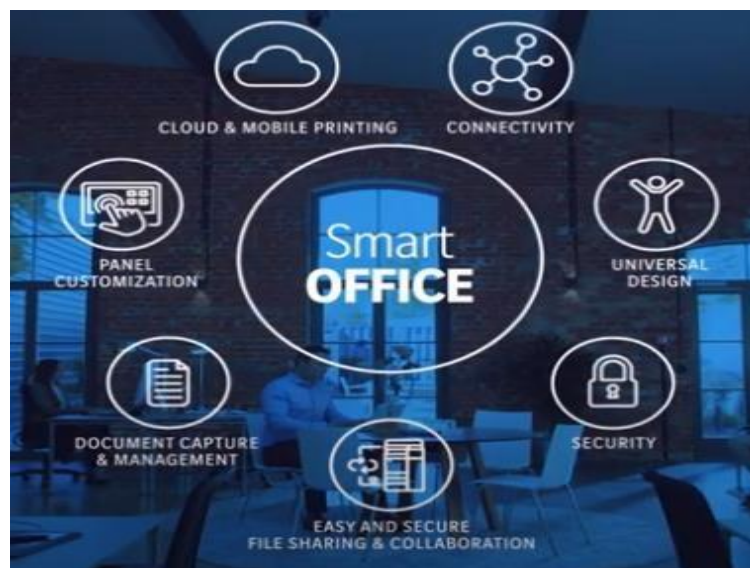 CLOUD & MOBILE PRINTING
CONNECTIVITY
Smart
OFFICE
PANEL
CUSTOMIZATION
UNIVERSAL
DESIGN
DOCUMENT CAPTURE
& MANAGEMENT
SECURITY
EASY AND SECURE
FILE SHARING & COLLABORATION